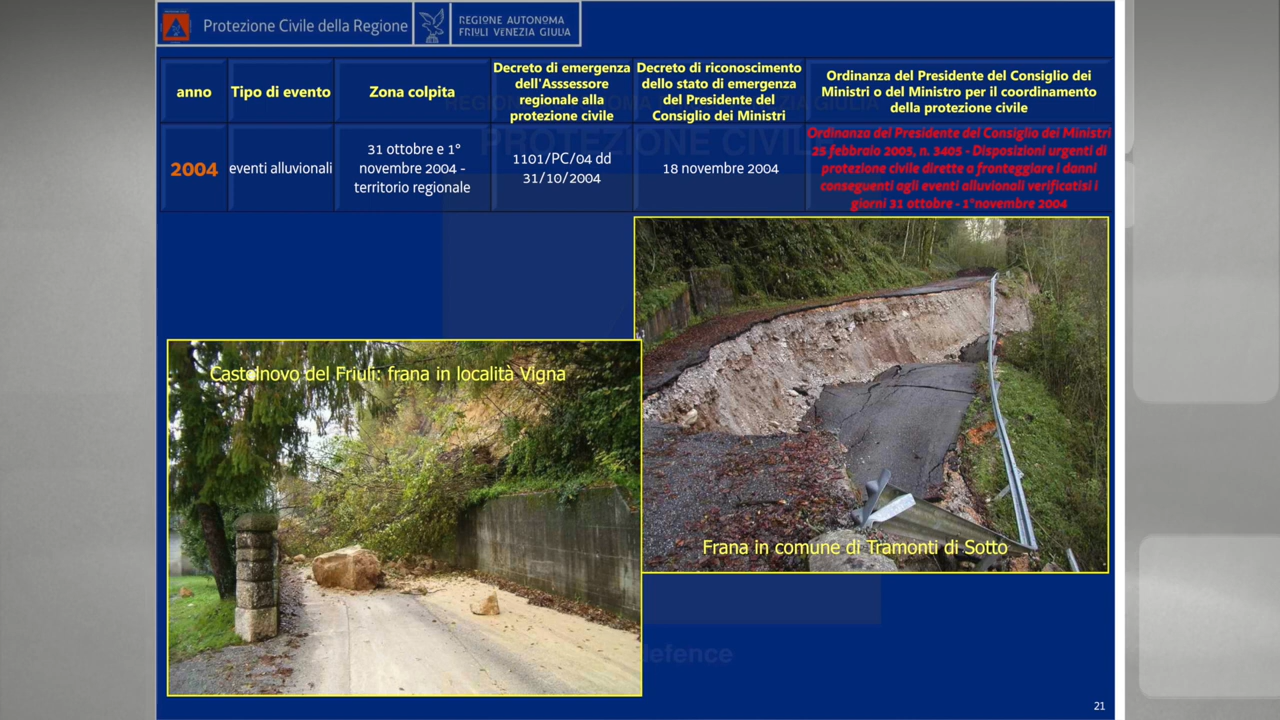 Protezione Civile della Regione
REGIONE AUTONOMA
FRIULI VENEZIA GIULIA
anno
Tipo di evento
Zona colpita
Decreto di emergenza
dell'Asssessore
regionale alla
protezione civile
Decreto di riconoscimento
dello stato di emergenza
del Presidente del
Consiglio dei Ministri
Ordinanza del Presidente del Consiglio dei
Ministri o del Ministro per il coordinamento
della protezione civile
2004
eventi alluvionali
31 ottobre e 1°
novembre 2004 -
territorio regionale
1101/PC/04 dd
31/10/2004
18 novembre 2004
Ordinanza del Presidente del Consiglio dei Ministri
25 febbraio 2005, n. 3405 - Disposizioni urgenti di
protezione civile dirette a fronteggiare i danni
conseguenti agli eventi alluvionali verificatisi i
giorni 31 ottobre - 1°novembre 2004
PROTEZIONE CIVIL
Castelnovo del Friuli: frana in località Vigna
Frana in comune di Tramonti di Sotto
defence
21